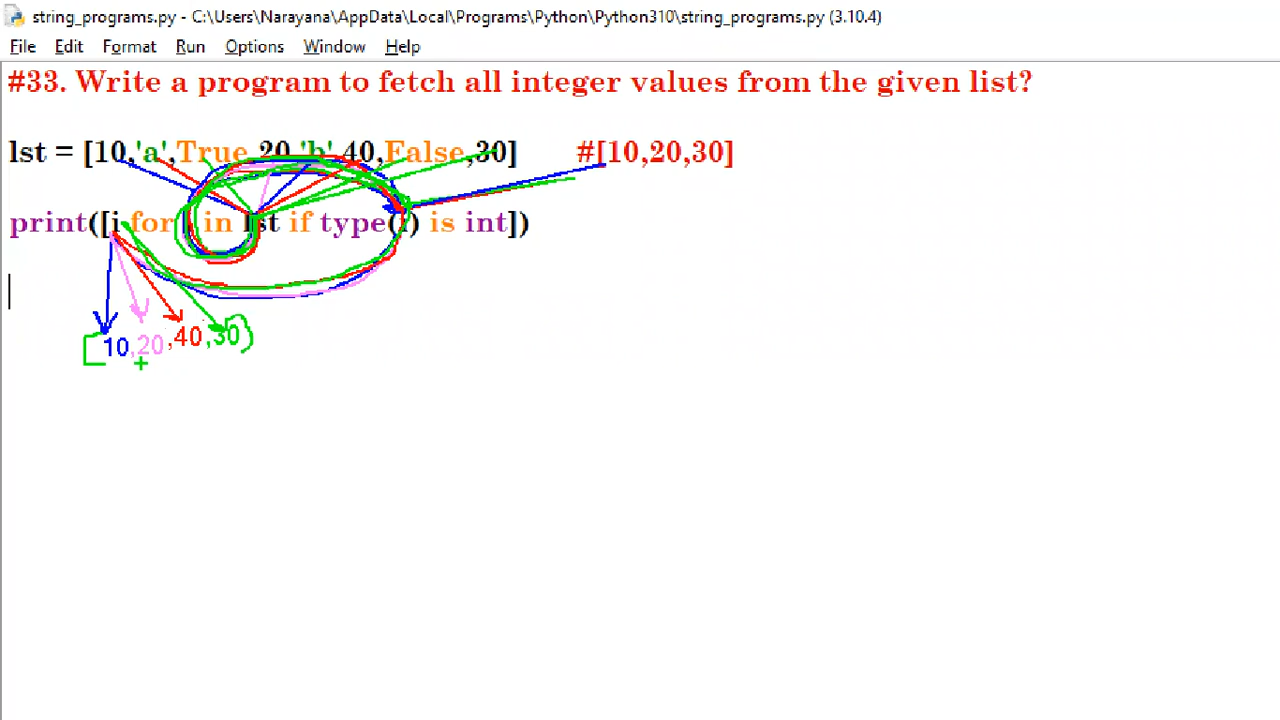 string_programs.py - C:\Users\Narayana\AppData\Local\Programs\Python\Python310\string_programs.py (3.10.4)
File Edit Format Run Options Window Help
#33. Write a program to fetch all integer values from the given list?
lst = [10,'a',True,20,'b',40,False,30] #[10,20,30]
print([i for i in lst if type(i) is int])
[10,20,40,30)